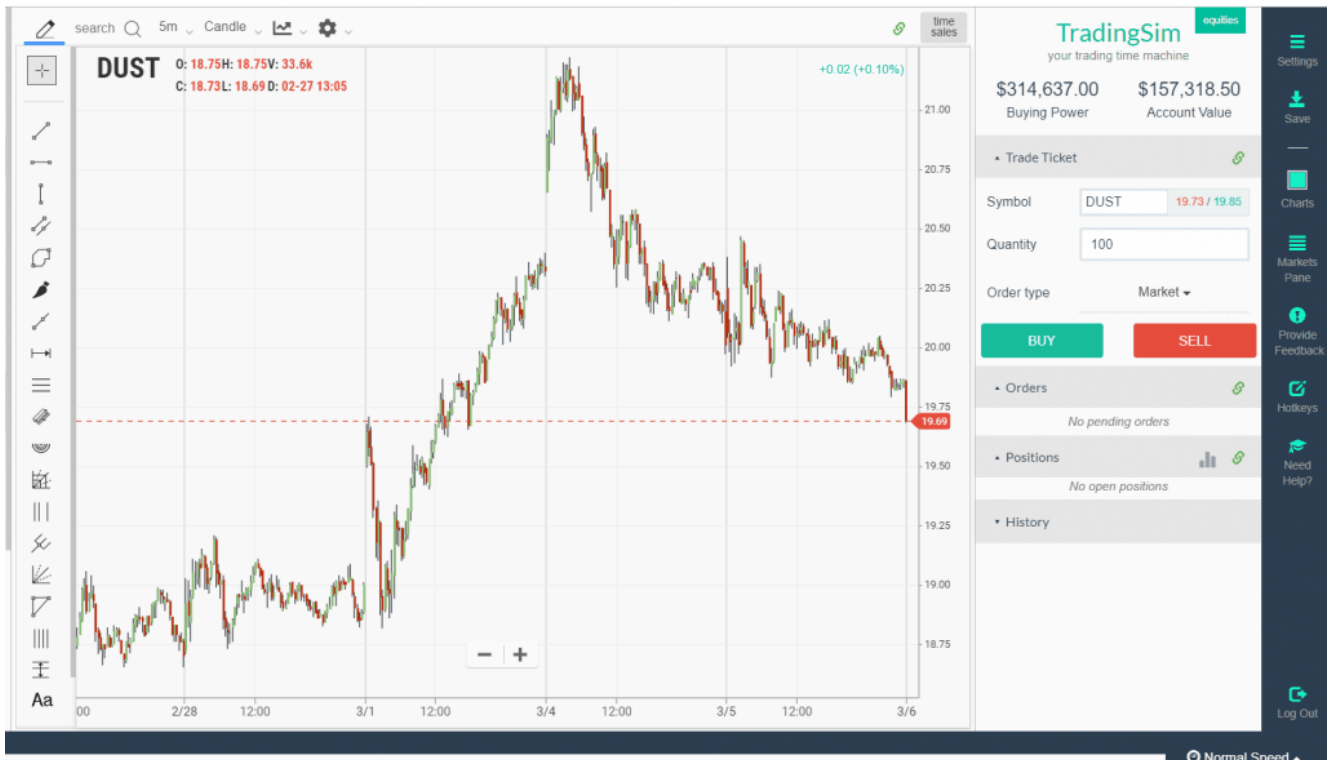 search 5m Candle
time
sales
DUST O: 18.75H: 18.75V: 33.6k
C: 18.73L: 18.69 D: 02-27 13:05
+0.02 (+0.10%)
21.00
20.75
20.50
20.25
20.00
19.75
19.69
19.50
19.25
19.00
18.75
Aa
00 2/28 12:00 3/1 12:00 3/4 12:00 3/5 12:00 3/6
equities
TradingSim
your trading time machine
$314,637.00 $157,318.50
Buying Power Account Value
Trade Ticket
Symbol DUST 19.73 / 19.85
Quantity 100
Order type Market
BUY SELL
Orders
No pending orders
Positions
No open positions
History
Settings
Save
Charts
Markets
Pane
Provide
Feedback
Hotkeys
Need
Help?
Log Out
Normal Speed